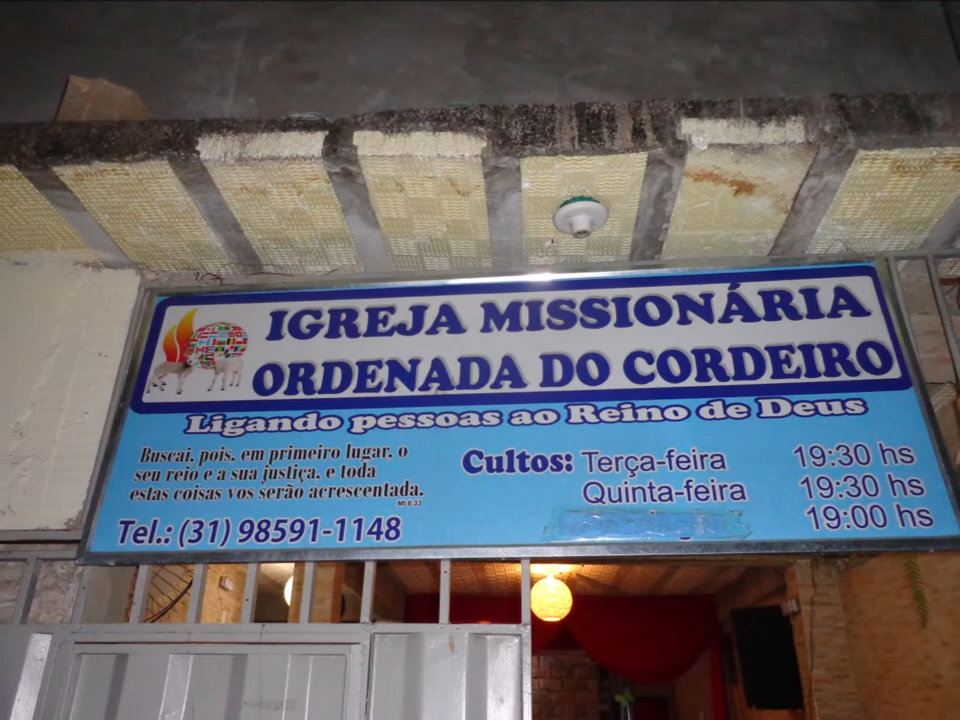 IGREJA MISSIONÁRIA
ORDENADA DO CORDEIRO
Ligando pessoas ao Reino de Deus
Buscai, pois, em primeiro lugar, o
seu reio e a sua justiça, e toda
estas coisas vos serão acrescentada.
Mt 6:33
Tel.: (31) 98591-1148
Cultos: Terça-feira 19:30 hs
Quinta-feira 19:30 hs
19:00 hs